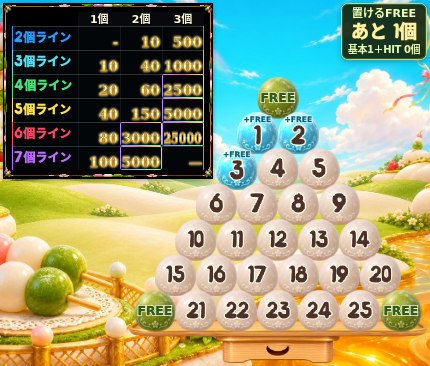 1個 2個 3個
2個ライン - 10 500
3個ライン 10 40 1000
4個ライン 20 60 2500
5個ライン 40 150 5000
6個ライン 80 3000 25000
7個ライン 100 5000 —
置けるFREE
あと 1個
基本1+HIT 0個
FREE
+FREE +FREE
1 2
+FREE
3 4 5
6 7 8 9
10 11 12 13 14
15 16 17 18 19 20
FREE 21 22 23 24 25 FREE